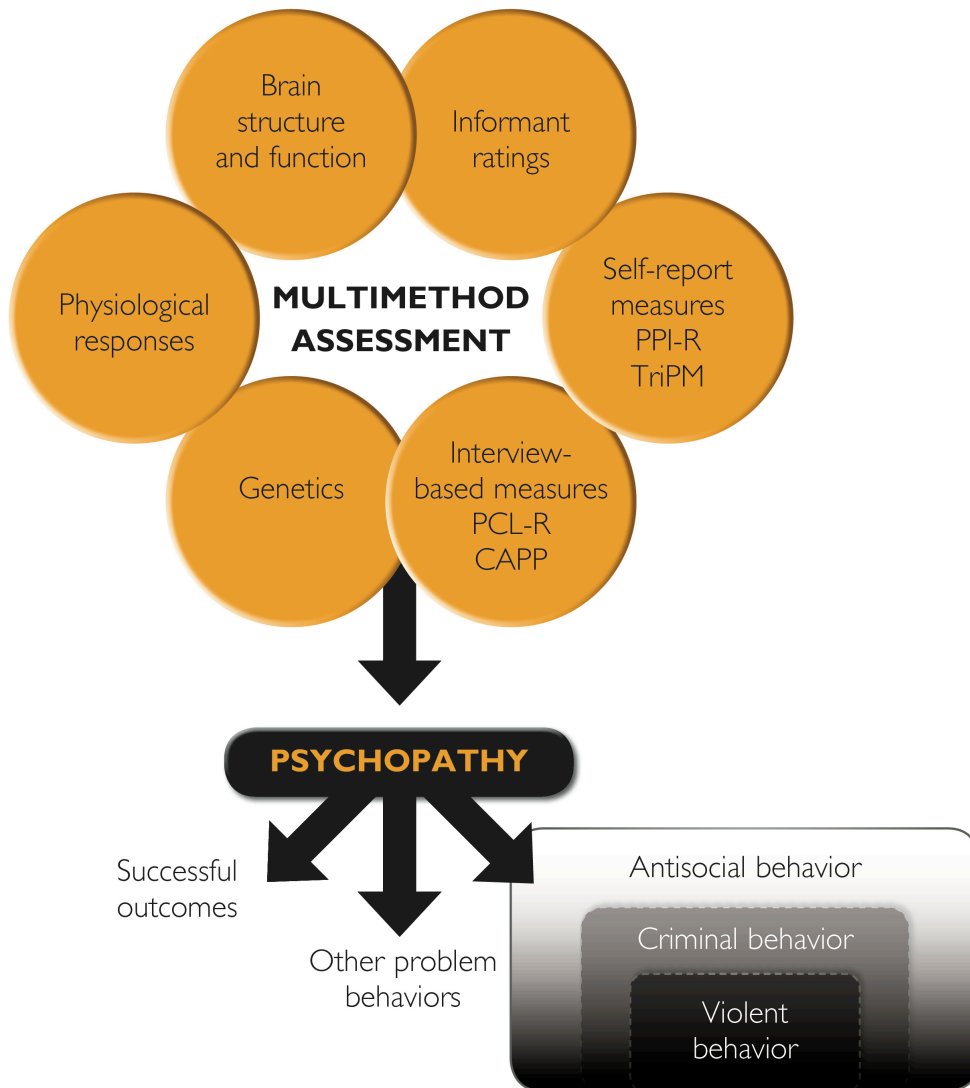 Brain
structure
and function
Informant
ratings
Physiological
responses
MULTIMETHOD
ASSESSMENT
Self-report
measures
PPI-R
TriPM
Genetics
Interview-
based measures
PCL-R
CAPP
PSYCHOPATHY
Successful
outcomes
Other problem
behaviors
Antisocial behavior
Criminal behavior
Violent
behavior